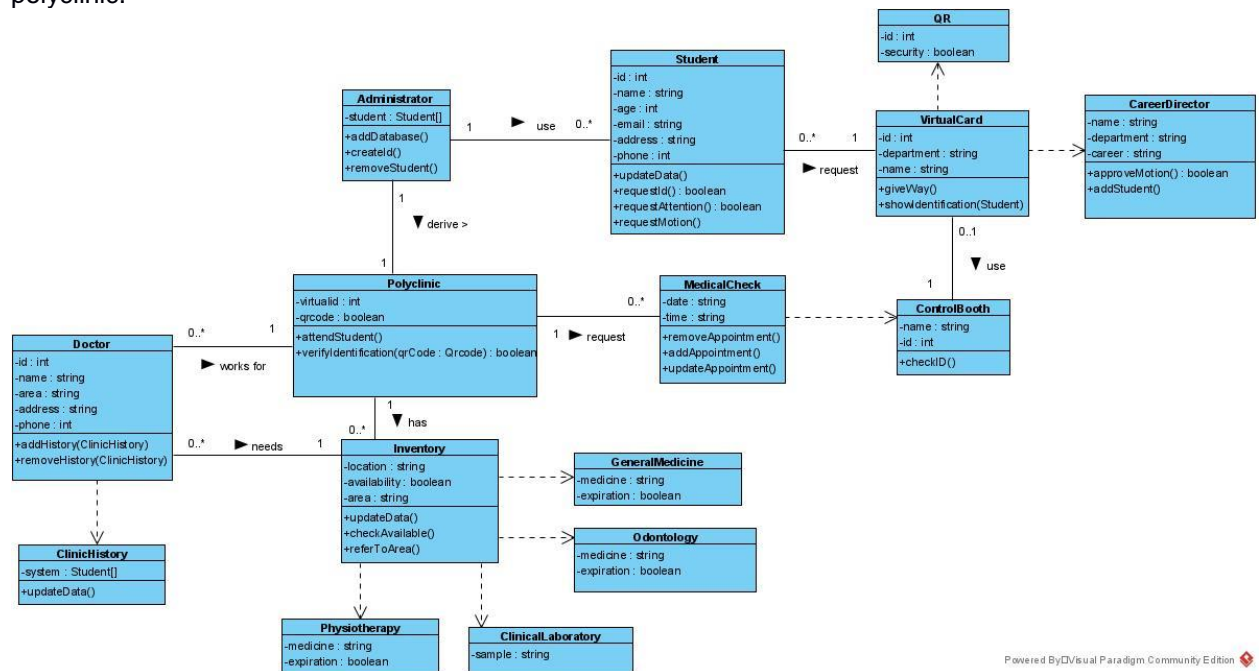 polyclinic.
QR
-id : int
-security : boolean
Student
-id : int
-name : string
-age : int
-email : string
-address : string
-phone : int
+updateData()
+requestId() : boolean
+requestAttention() : boolean
+requestMotion()
Administrator
-student : Student[]
+addDatabase()
+createId()
+removeStudent()
1
use
0..*
0..*
1
request
VirtualCard
-id : int
-department : string
-name : string
+giveWay()
+showIdentification(Student)
CareerDirector
-name : string
-department : string
-career : string
+approveMotion() : boolean
+addStudent()
1
derive >
1
0..1
use
1
Polyclinic
-virtualid : int
-qrcode : boolean
+attendStudent()
+verifyIdentification(qrCode : Qrcode) : boolean
0..*
1
request
MedicalCheck
-date : string
-time : string
+removeAppointment()
+addAppointment()
+updateAppointment()
ControlBooth
-name : string
-id : int
+checkID()
Doctor
-id : int
-name : string
-area : string
-address : string
-phone : int
+addHistory(ClinicHistory)
+removeHistory(ClinicHistory)
0..*
1
works for
1
has
0..*
0..*
needs
1
Inventory
-location : string
-availability : boolean
-area : string
+updateData()
+checkAvailable()
+referToArea()
GeneralMedicine
-medicine : string
-expiration : boolean
Odontology
-medicine : string
-expiration : boolean
ClinicHistory
-system : Student[]
+updateData()
Physiotherapy
-medicine : string
-expiration : boolean
ClinicalLaboratory
-sample : string
Powered By Visual Paradigm Community Edition